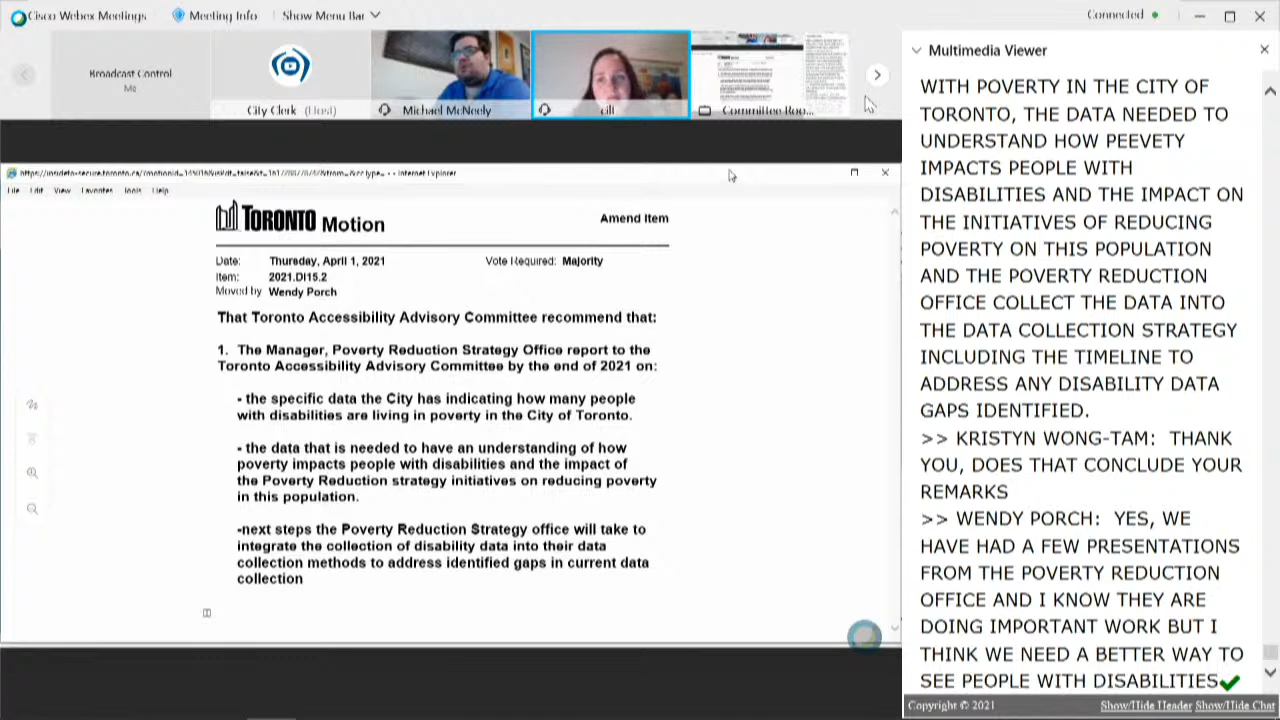 Cisco Webex Meetings
Meeting Info
Show Menu Bar
Connected
City Clerk (Host)
Michael McNeely
Committee Roo...
Internet Explorer
File Edit View Favorites Tools Help
TORONTO Motion
Amend Item
Date: Thursday, April 1, 2021
Vote Required: Majority
Item: 2021.DI15.2
Moved by Wendy Porch
That Toronto Accessibility Advisory Committee recommend that:
1. The Manager, Poverty Reduction Strategy Office report to the
Toronto Accessibility Advisory Committee by the end of 2021 on:
- the specific data the City has indicating how many people
with disabilities are living in poverty in the City of Toronto.
- the data that is needed to have an understanding of how
poverty impacts people with disabilities and the impact of
the Poverty Reduction strategy initiatives on reducing poverty
in this population.
-next steps the Poverty Reduction Strategy office will take to
integrate the collection of disability data into their data
collection methods to address identified gaps in current data
collection
Multimedia Viewer
WITH POVERTY IN THE CITY OF
TORONTO, THE DATA NEEDED TO
UNDERSTAND HOW PEEVETY
IMPACTS PEOPLE WITH
DISABILITIES AND THE IMPACT ON
THE INITIATIVES OF REDUCING
POVERTY ON THIS POPULATION
AND THE POVERTY REDUCTION
OFFICE COLLECT THE DATA INTO
THE DATA COLLECTION STRATEGY
INCLUDING THE TIMELINE TO
ADDRESS ANY DISABILITY DATA
GAPS IDENTIFIED.
>> KRISTYN WONG-TAM: THANK
YOU, DOES THAT CONCLUDE YOUR
REMARKS
>> WENDY PORCH: YES, WE
HAVE HAD A FEW PRESENTATIONS
FROM THE POVERTY REDUCTION
OFFICE AND I KNOW THEY ARE
DOING IMPORTANT WORK BUT I
THINK WE NEED A BETTER WAY TO
SEE PEOPLE WITH DISABILITIES
Copyright © 2021
Show/Hide Header Show/Hide Chat